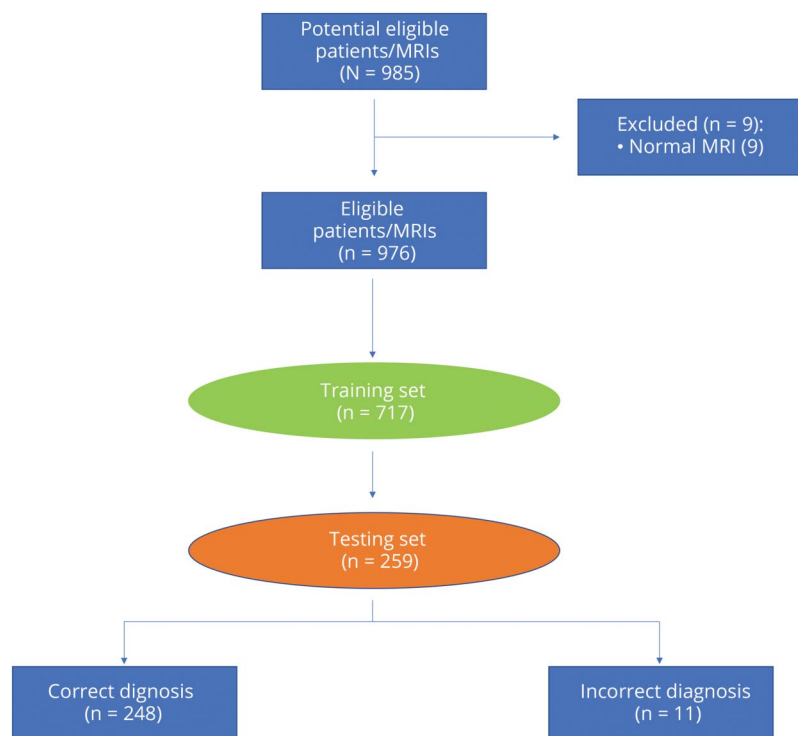 Potential eligible
patients/MRIs
(N = 985)
Excluded (n = 9):
• Normal MRI (9)
Eligible
patients/MRIs
(n = 976)
Training set
(n = 717)
Testing set
(n = 259)
Correct dignosis
(n = 248)
Incorrect diagnosis
(n = 11)